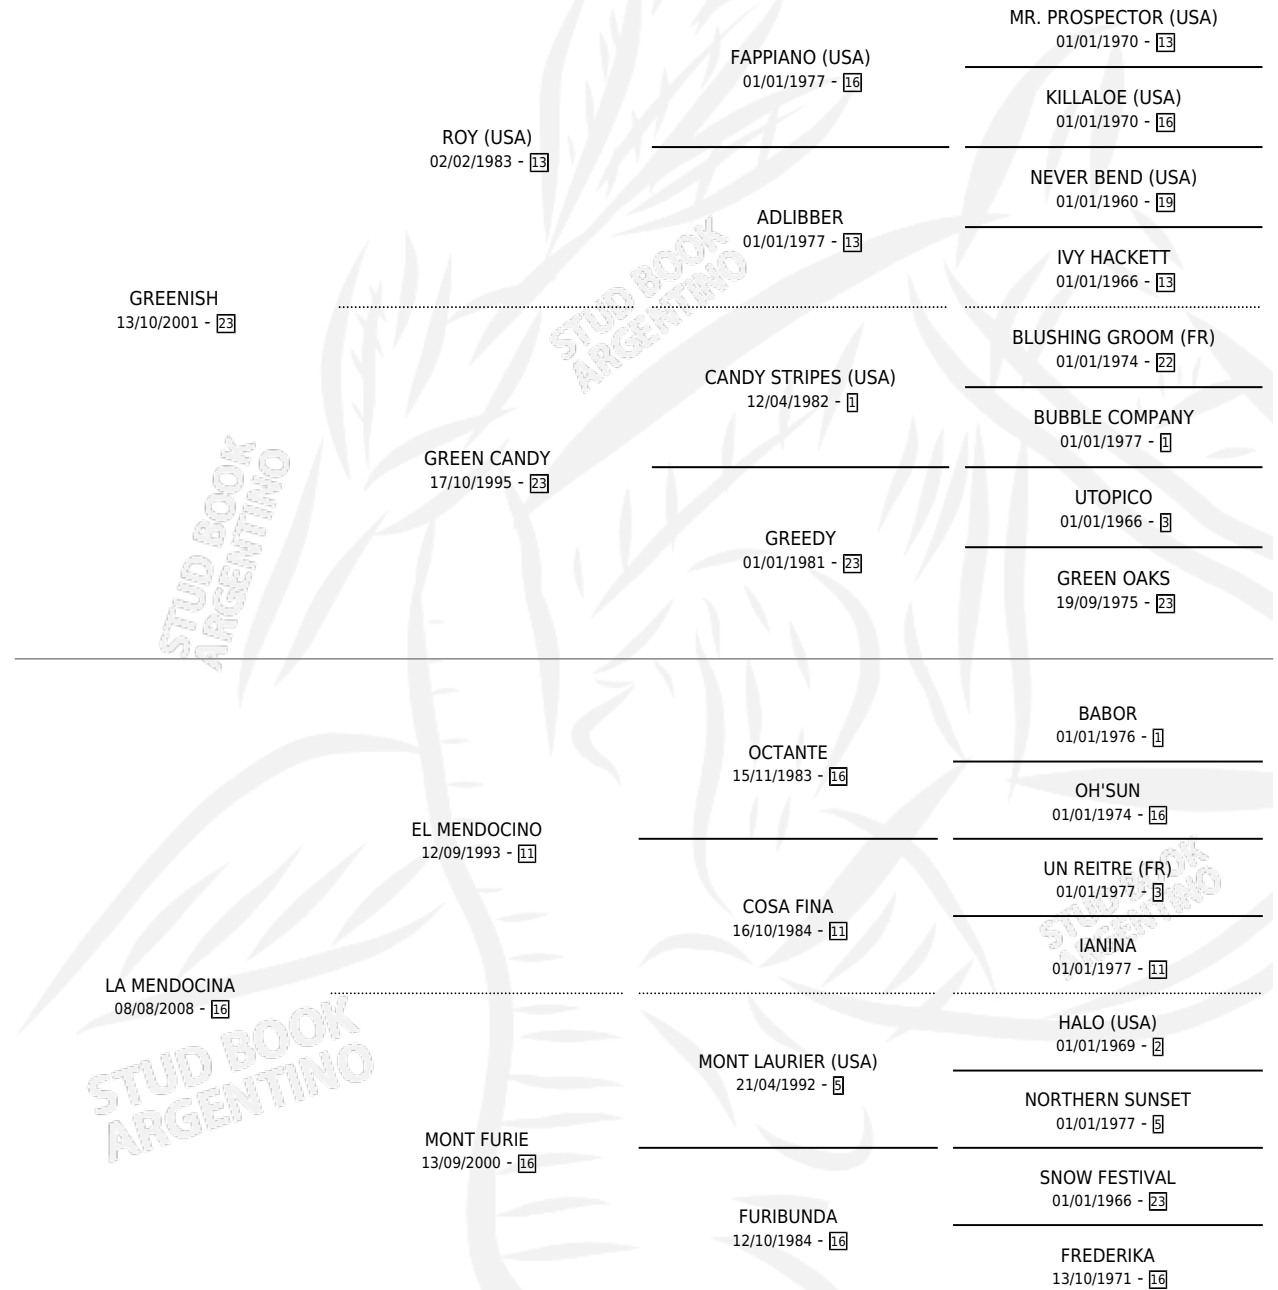 MR. PROSPECTOR (USA)
01/01/1970 - 13
FAPPIANO (USA)
01/01/1977 - 16
KILLALOE (USA)
01/01/1970 - 16
ROY (USA)
02/02/1983 - 13
NEVER BEND (USA)
01/01/1960 - 19
ADLIBBER
01/01/1977 - 13
IVY HACKETT
01/01/1966 - 13
GREENISH
13/10/2001 - 23
BLUSHING GROOM (FR)
01/01/1974 - 22
CANDY STRIPES (USA)
12/04/1982 - 1
BUBBLE COMPANY
01/01/1977 - 1
GREEN CANDY
17/10/1995 - 23
UTOPICO
01/01/1966 - 3
GREEDY
01/01/1981 - 23
GREEN OAKS
19/09/1975 - 23
STUD BOOK
ARGENTINO
STUD BOOK
ARGENTINO
BABOR
01/01/1976 - 1
OCTANTE
15/11/1983 - 16
OH'SUN
01/01/1974 - 16
EL MENDOCINO
12/09/1993 - 11
UN REITRE (FR)
01/01/1977 - 3
COSA FINA
16/10/1984 - 11
IANINA
01/01/1977 - 11
LA MENDOCINA
08/08/2008 - 16
HALO (USA)
01/01/1969 - 2
MONT LAURIER (USA)
21/04/1992 - 5
NORTHERN SUNSET
01/01/1977 - 5
MONT FURIE
13/09/2000 - 16
SNOW FESTIVAL
01/01/1966 - 23
FURIBUNDA
12/10/1984 - 16
FREDERIKA
13/10/1971 - 16
STUD BOOK
ARGENTINO
STUD BOOK
ARGENTINO